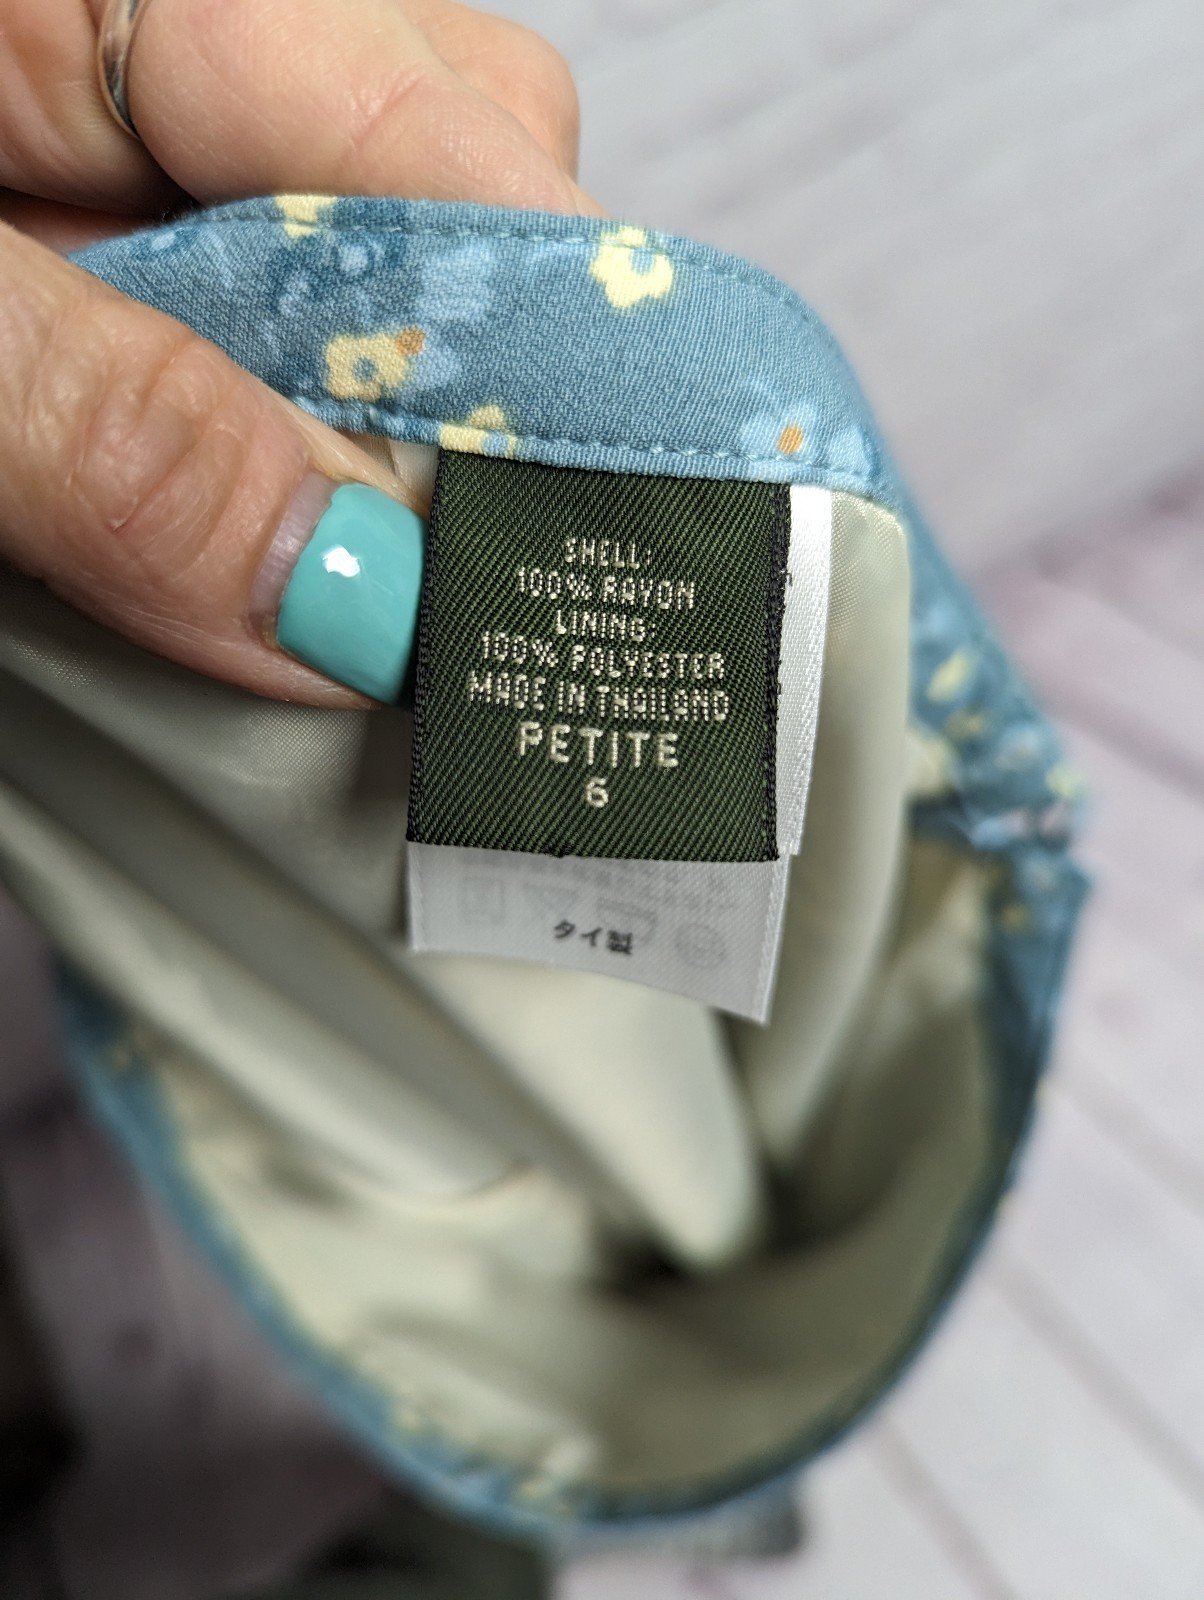 SHELL:
100% RAYON
LINING:
100% POLYESTER
MADE IN THAILAND
PETITE
6
タイ製